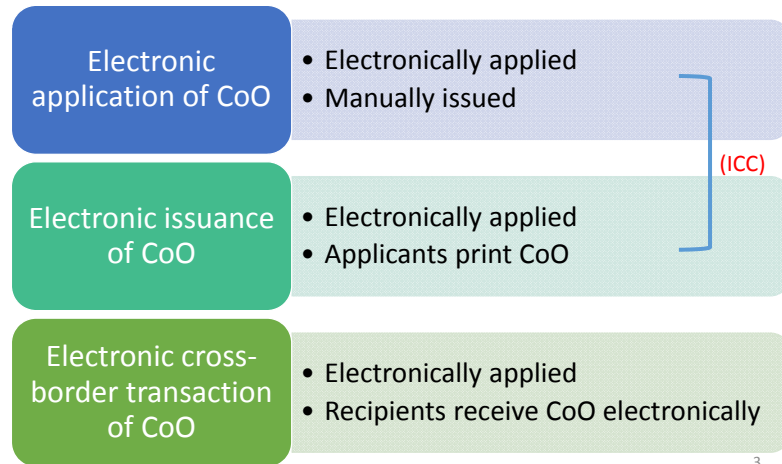 Electronic
application of CoO
• Electronically applied
• Manually issued
(ICC)
Electronic issuance
of CoO
• Electronically applied
• Applicants print CoO
Electronic cross-
border transaction
of CoO
• Electronically applied
• Recipients receive CoO electronically
3